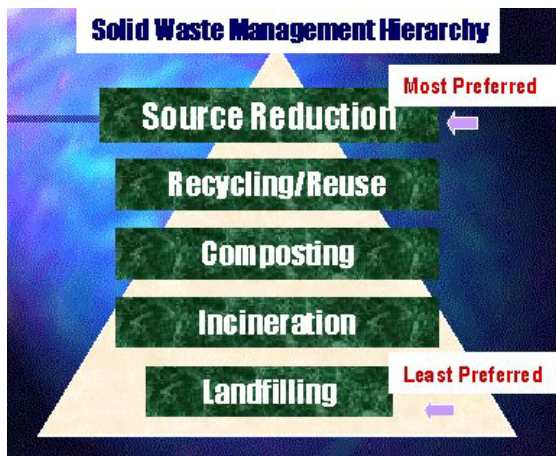 Solid Waste Management Hierarchy
Most Preferred
Source Reduction
Recycling/Reuse
Composting
Incineration
Least Preferred
Landfilling